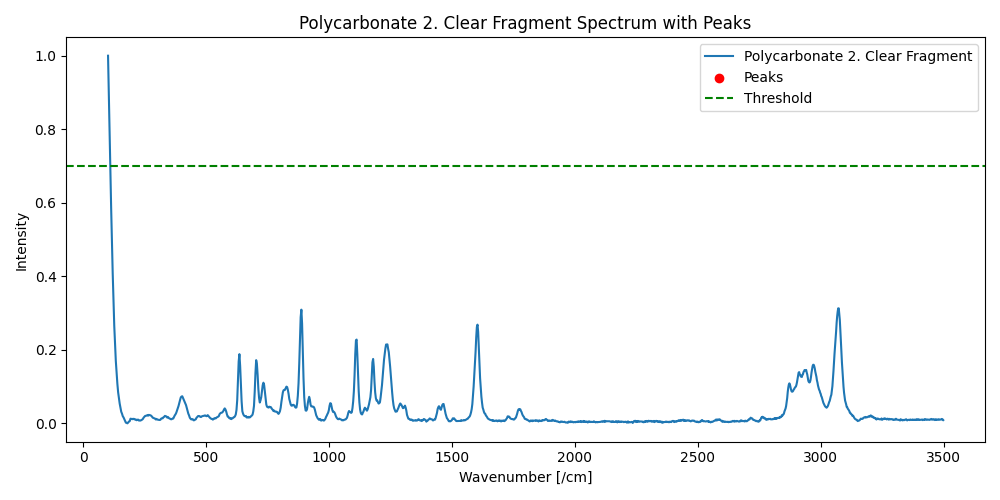 Polycarbonate 2. Clear Fragment Spectrum with Peaks
Polycarbonate 2. Clear Fragment
Peaks
Threshold
Intensity
1.0
0.8
0.6
0.4
0.2
0.0
0 500 1000 1500 2000 2500 3000 3500
Wavenumber [/cm]